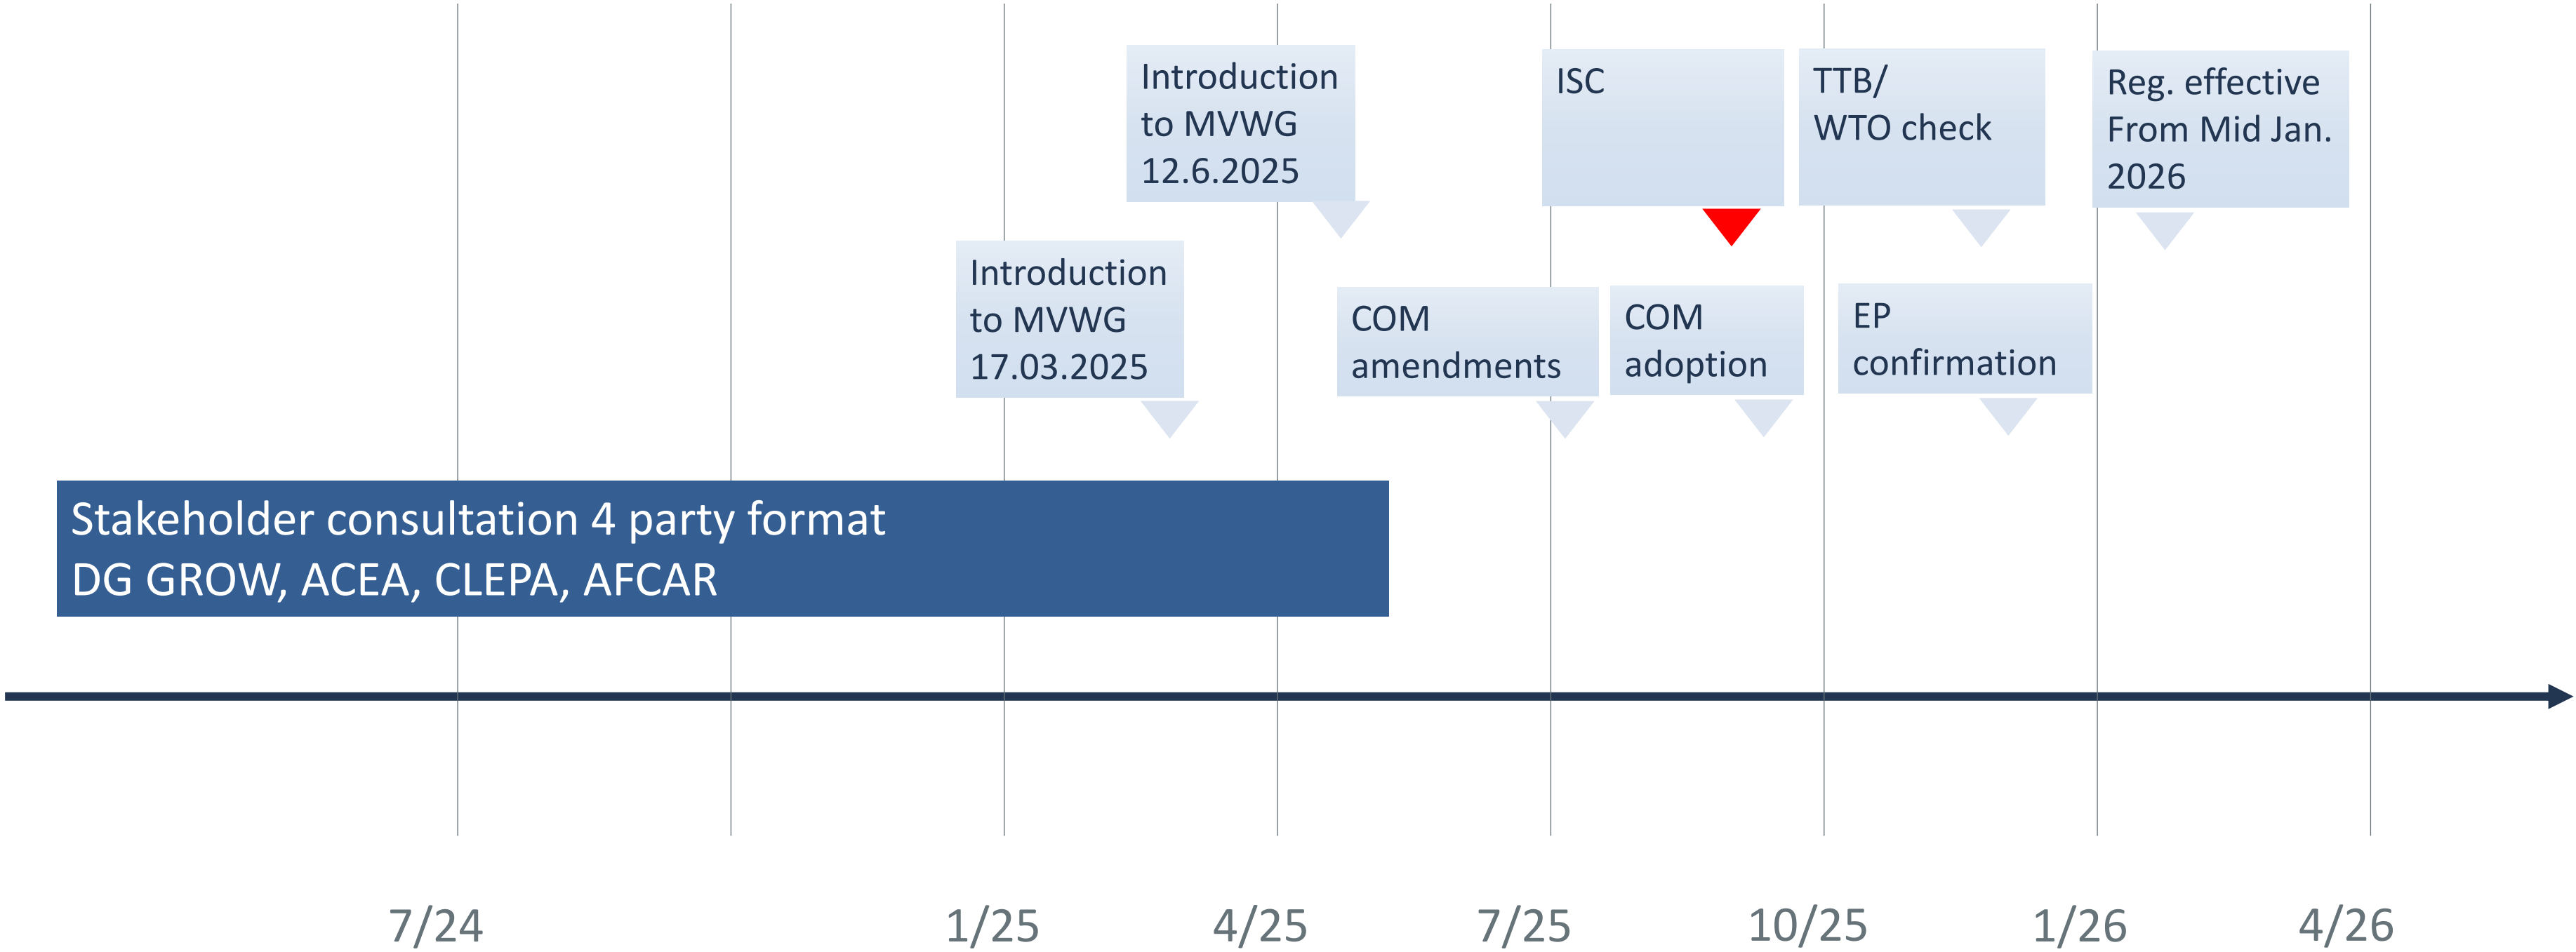 Introduction
to MVWG
12.6.2025
ISC
TTB/
WTO check
Reg. effective
From Mid Jan.
2026
Introduction
to MVWG
17.03.2025
COM
amendments
COM
adoption
EP
confirmation
Stakeholder consultation 4 party format
DG GROW, ACEA, CLEPA, AFCAR
7/24
1/25
4/25
7/25
10/25
1/26
4/26